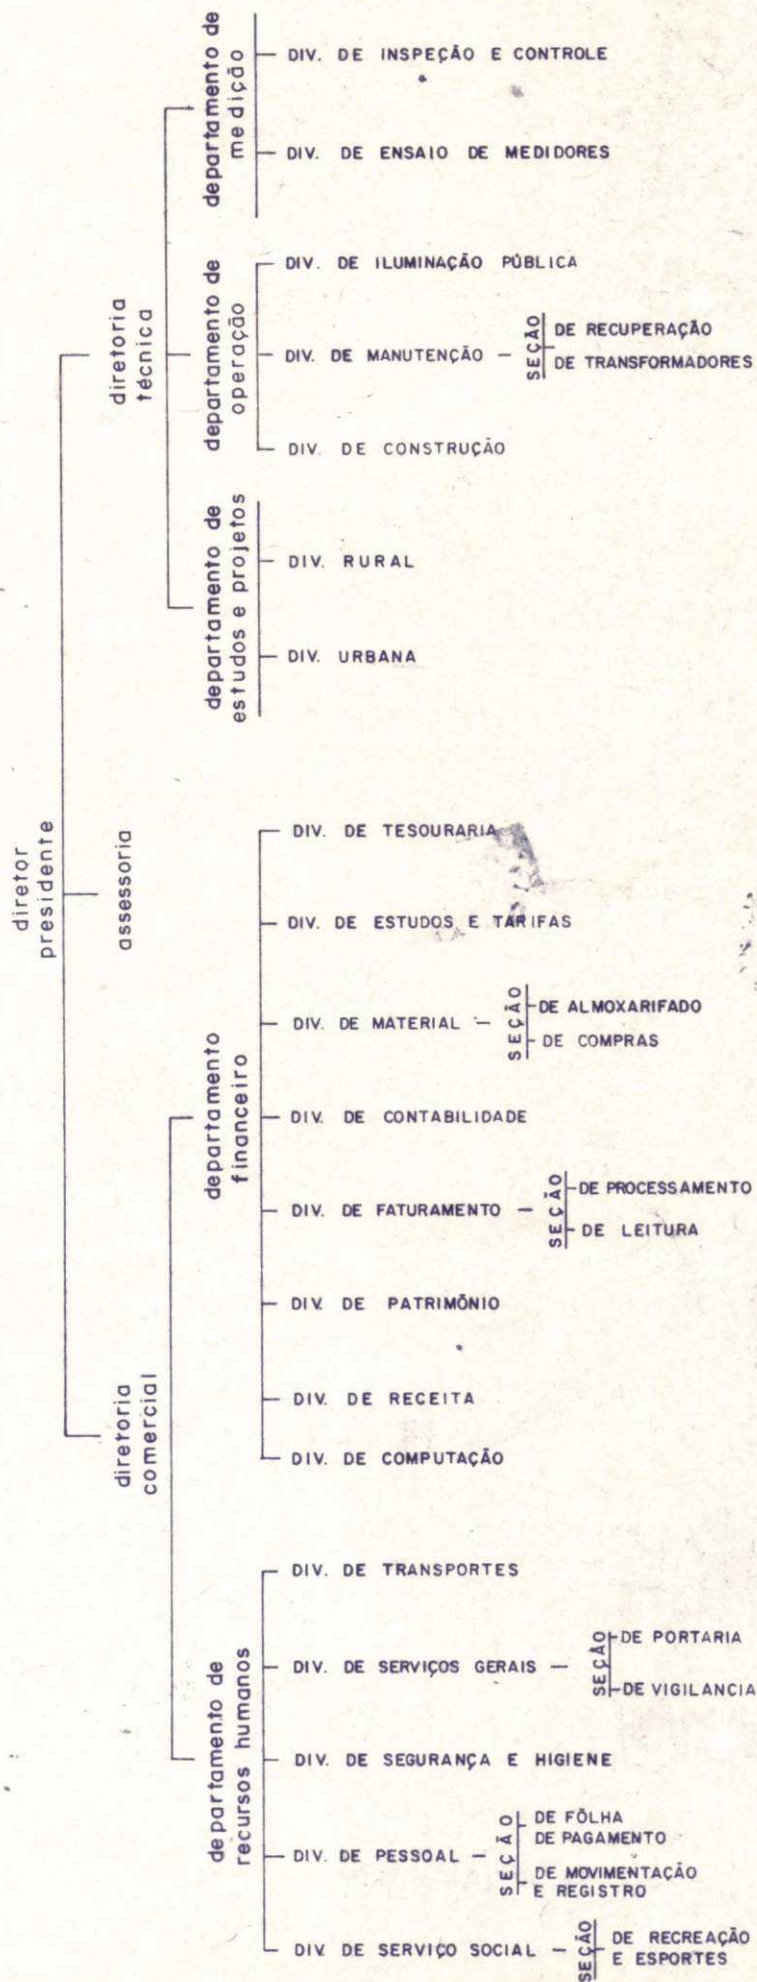 diretor
presidente
diretoria
técnica
departamento de
medição
DIV. DE INSPEÇÃO E CONTROLE
DIV. DE ENSAIO DE MEDIDORES
departamento de
operação
DIV. DE ILUMINAÇÃO PÚBLICA
DIV. DE MANUTENÇÃO
SEÇÃO
DE RECUPERAÇÃO
DE TRANSFORMADORES
DIV. DE CONSTRUÇÃO
departamento de
estudos e projetos
DIV. RURAL
DIV. URBANA
assessoria
diretoria
comercial
departamento
financeiro
DIV. DE TESOURARIA
DIV. DE ESTUDOS E TARIFAS
DIV. DE MATERIAL
SEÇÃO
DE ALMOXARIFADO
DE COMPRAS
DIV. DE CONTABILIDADE
DIV. DE FATURAMENTO
SEÇÃO
DE PROCESSAMENTO
DE LEITURA
DIV. DE PATRIMÔNIO
DIV. DE RECEITA
DIV. DE COMPUTAÇÃO
departamento de
recursos humanos
DIV. DE TRANSPORTES
DIV. DE SERVIÇOS GERAIS
SEÇÃO
DE PORTARIA
DE VIGILANCIA
DIV. DE SEGURANÇA E HIGIENE
DIV. DE PESSOAL
SEÇÃO
DE FÔLHA
DE PAGAMENTO
DE MOVIMENTAÇÃO
E REGISTRO
DIV. DE SERVIÇO SOCIAL
SEÇÃO
DE RECREAÇÃO
E ESPORTES